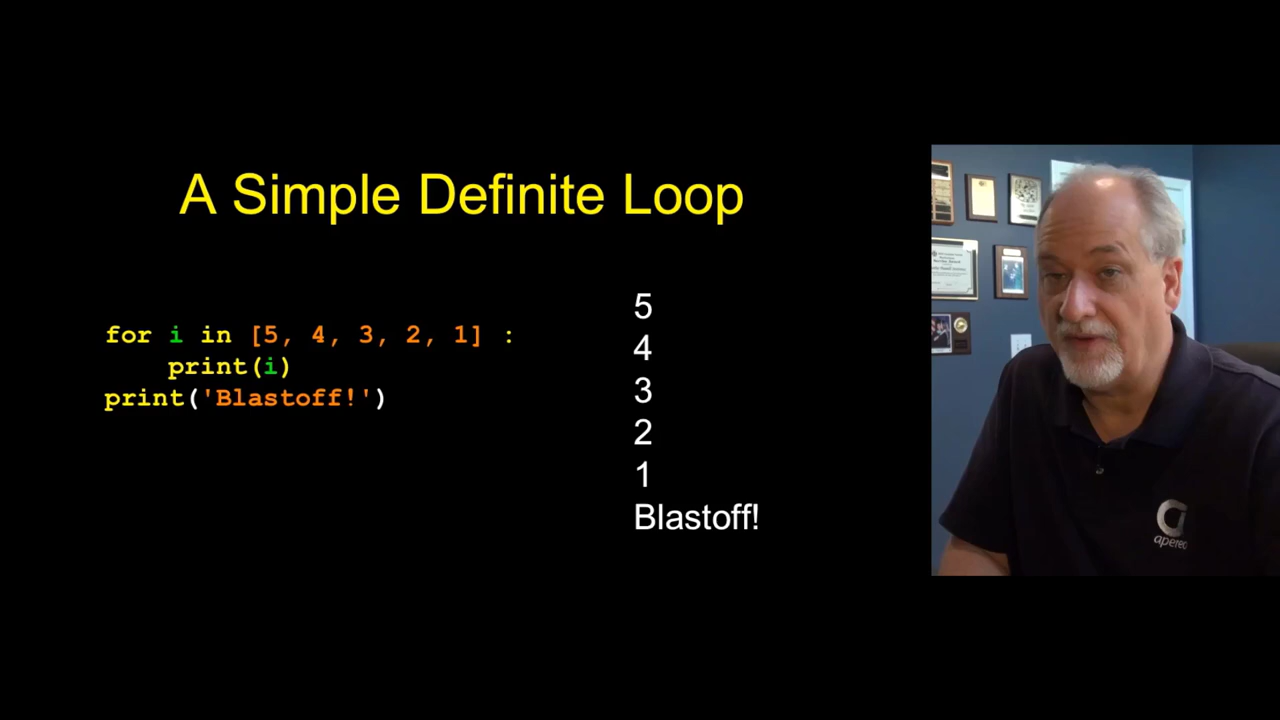 A Simple Definite Loop
for i in [5, 4, 3, 2, 1] :
    print(i)
print('Blastoff!')
5
4
3
2
1
Blastoff!
apereo